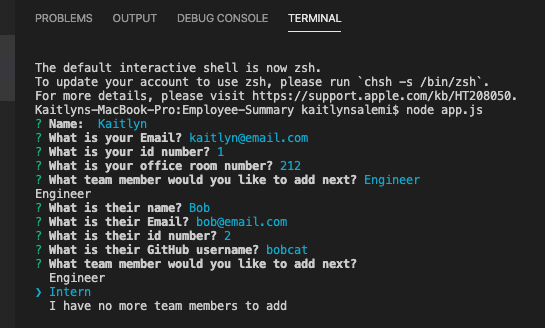 PROBLEMS OUTPUT DEBUG CONSOLE TERMINAL
The default interactive shell is now zsh.
To update your account to use zsh, please run `chsh -s /bin/zsh`.
For more details, please visit https://support.apple.com/kb/HT208050.
Kaitlyns-MacBook-Pro:Employee-Summary kaitlynsalemi$ node app.js
? Name:  Kaitlyn
? What is your Email? kaitlyn@email.com
? What is your id number? 1
? What is your office room number? 212
? What team member would you like to add next? Engineer
Engineer
? What is their name? Bob
? What is their Email? bob@email.com
? What is their id number? 2
? What is their GitHub username? bobcat
? What team member would you like to add next?
  Engineer
❯ Intern
  I have no more team members to add